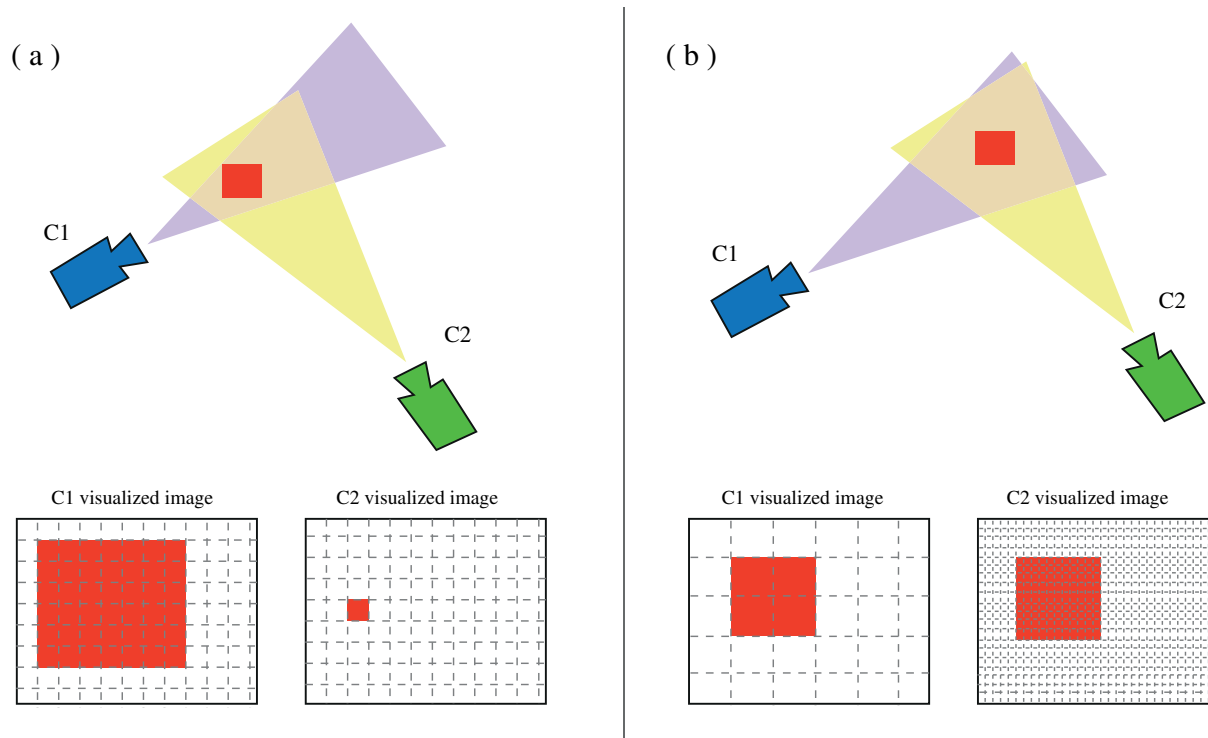 ( a )
C1
C2
C1 visualized image
C2 visualized image
( b )
C1
C2
C1 visualized image
C2 visualized image